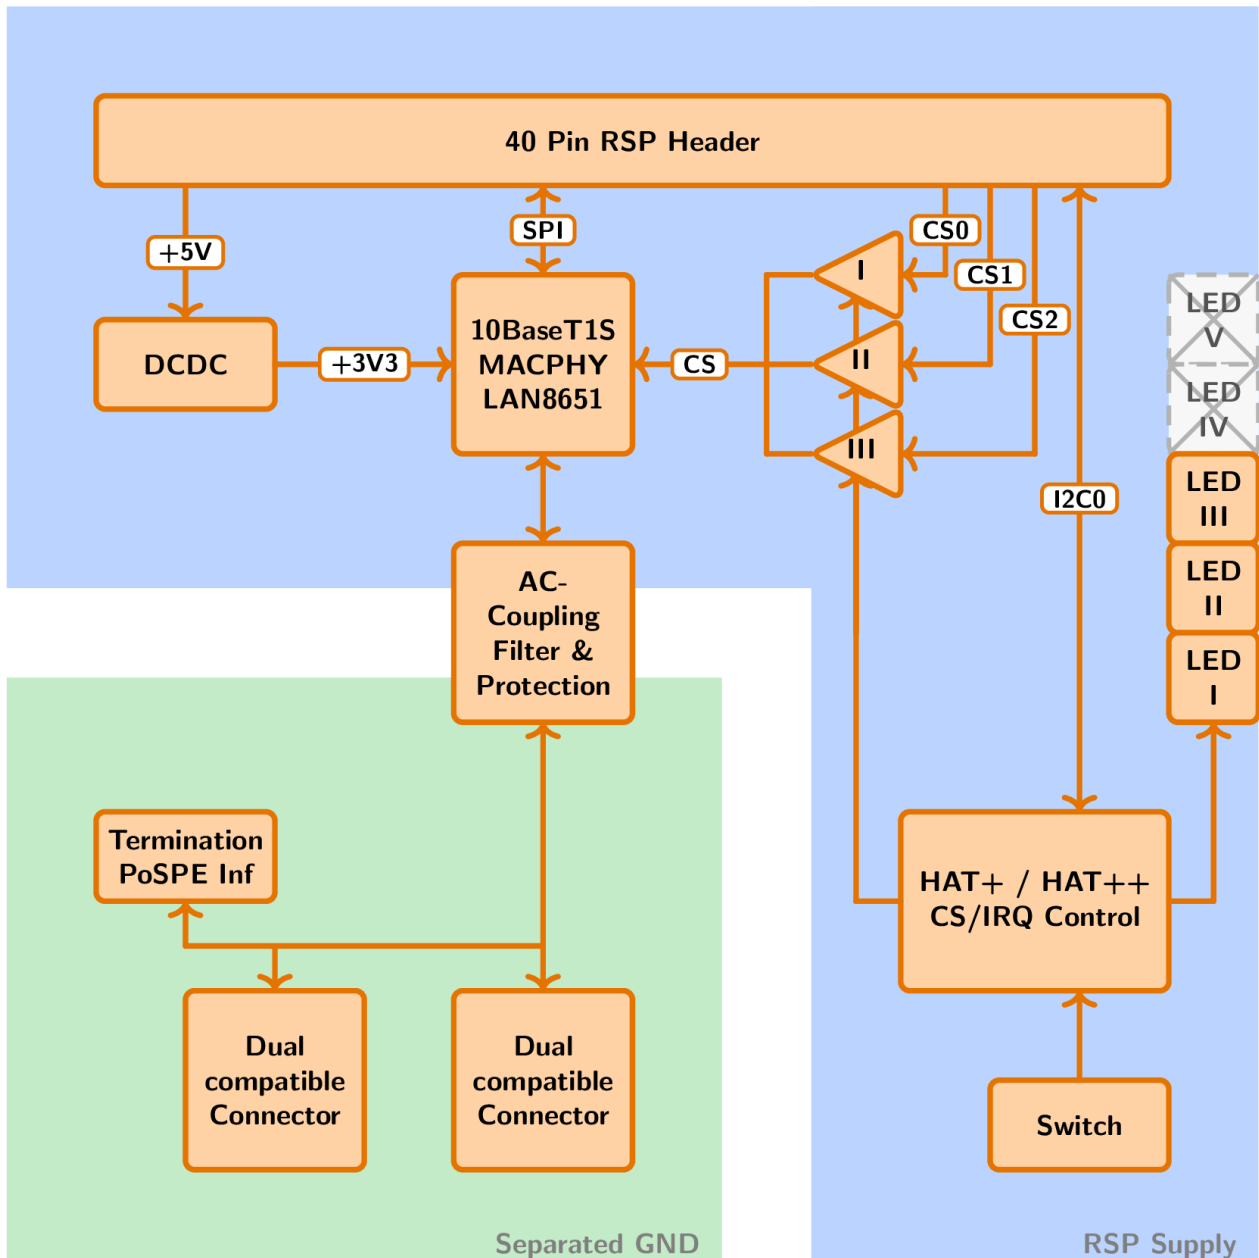 40 Pin RSP Header
+5V
SPI
CS0
CS1
CS2
I
II
III
10BaseT1S
MACPHY
LAN8651
DCDC
+3V3
CS
LED
V
LED
IV
LED
III
LED
II
LED
I
I2C0
AC-
Coupling
Filter &
Protection
Termination
PoSPE Inf
HAT+ / HAT++
CS/IRQ Control
Dual
compatible
Connector
Dual
compatible
Connector
Switch
Separated GND
RSP Supply